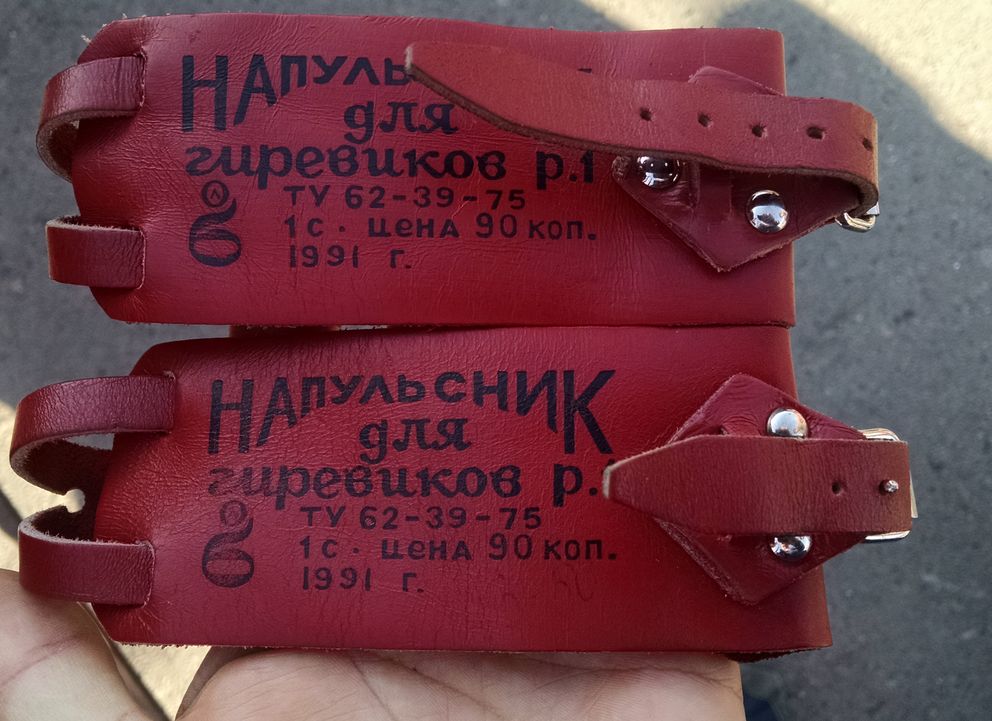 НАПУЛЬ
для
гиревиков р.1
ТУ 62-39-75
1с · цена 90 коп.
1991 г.
НАПУЛЬСНИК
для
гиревиков р.
ТУ 62-39-75
1с · цена 90 коп.
1991 г.